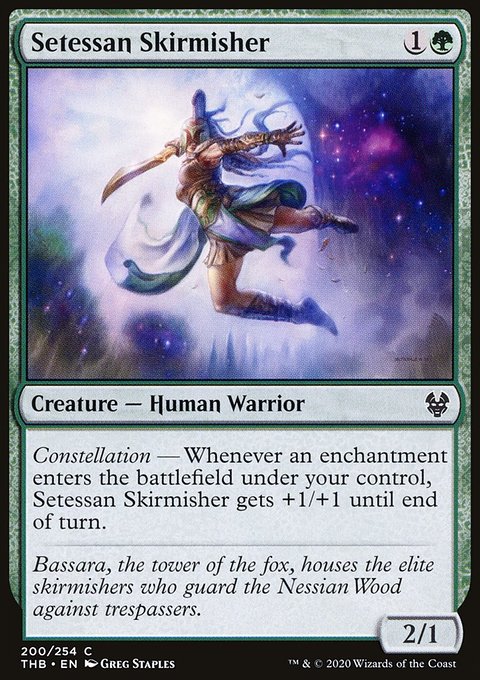 Setessan Skirmisher 1
Creature — Human Warrior
Constellation — Whenever an enchantment
enters the battlefield under your control,
Setessan Skirmisher gets +1/+1 until end
of turn.
Bassara, the tower of the fox, houses the elite
skirmishers who guard the Nessian Wood
against trespassers.
2/1
200/254 C
THB • EN Greg Staples
™ & © 2020 Wizards of the Coast